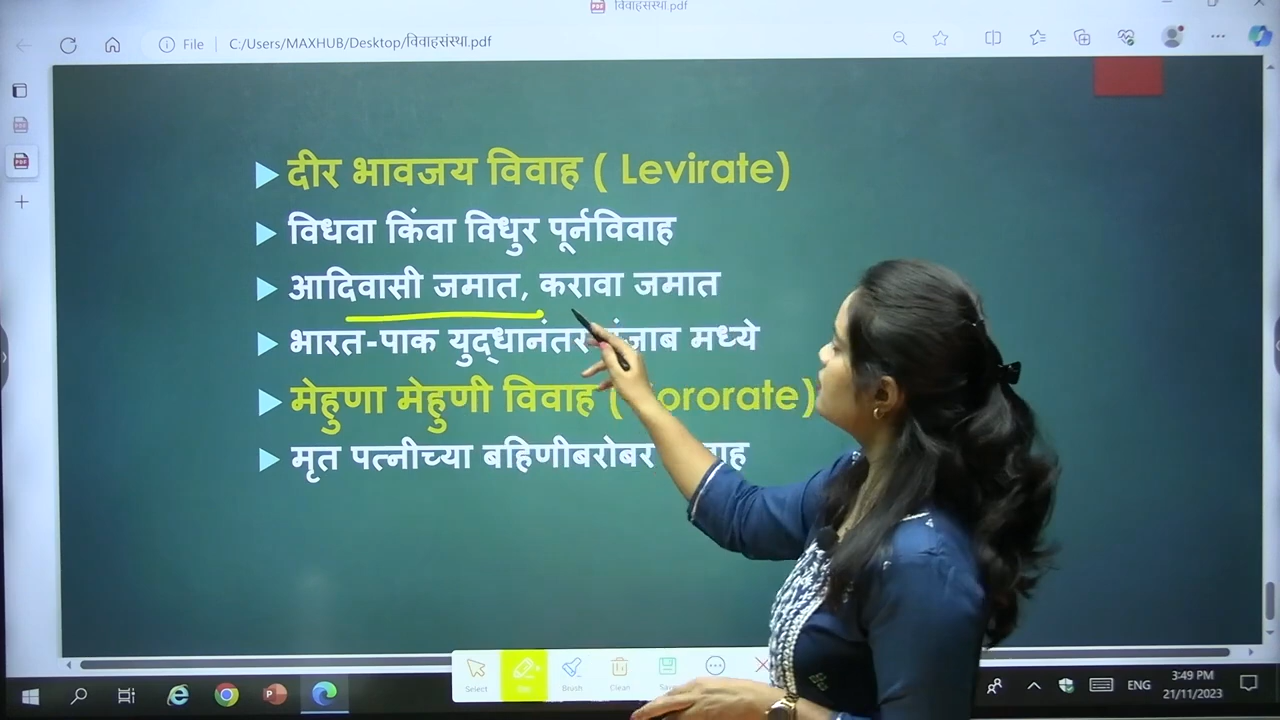 विवाहसंस्था.pdf
File C:/Users/MAXHUB/Desktop/विवाहसंस्था.pdf
दीर भावजय विवाह ( Levirate)
विधवा किंवा विधुर पूर्नविवाह
आदिवासी जमात, करावा जमात
भारत-पाक युद्धानंतर मध्ये
मेहुणा मेहुणी विवाह (
मृत पत्नीच्या बहिणीबरोबर
Select
Brush
Clean
ENG
3:49 PM
21/11/2023